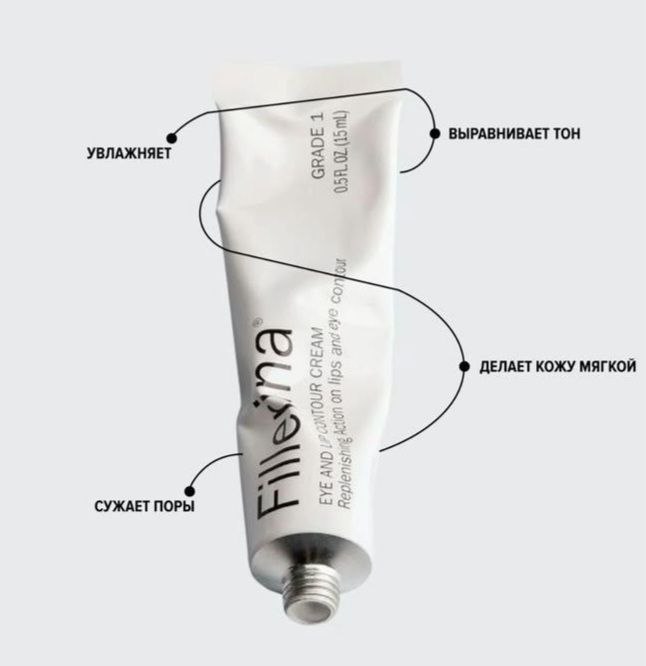 УВЛАЖНЯЕТ
ВЫРАВНИВАЕТ ТОН
ДЕЛАЕТ КОЖУ МЯГКОЙ
СУЖАЕТ ПОРЫ
GRADE 1
0.5 FL.OZ. (15 mL)
Fillerina®
EYE AND LIP CONTOUR CREAM
Replenishing Action on lips and eye contour